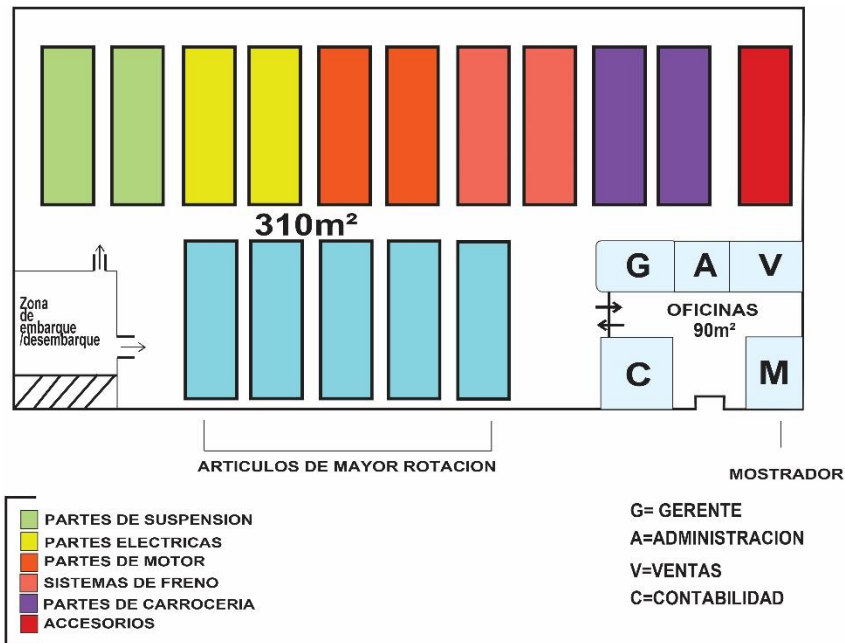 310m²
Zona
de
embarque
/desembarque
G A V
OFICINAS
90m²
C M
ARTICULOS DE MAYOR ROTACION
MOSTRADOR
PARTES DE SUSPENSION
PARTES ELECTRICAS
PARTES DE MOTOR
SISTEMAS DE FRENO
PARTES DE CARROCERIA
ACCESORIOS
G= GERENTE
A=ADMINISTRACION
V=VENTAS
C=CONTABILIDAD